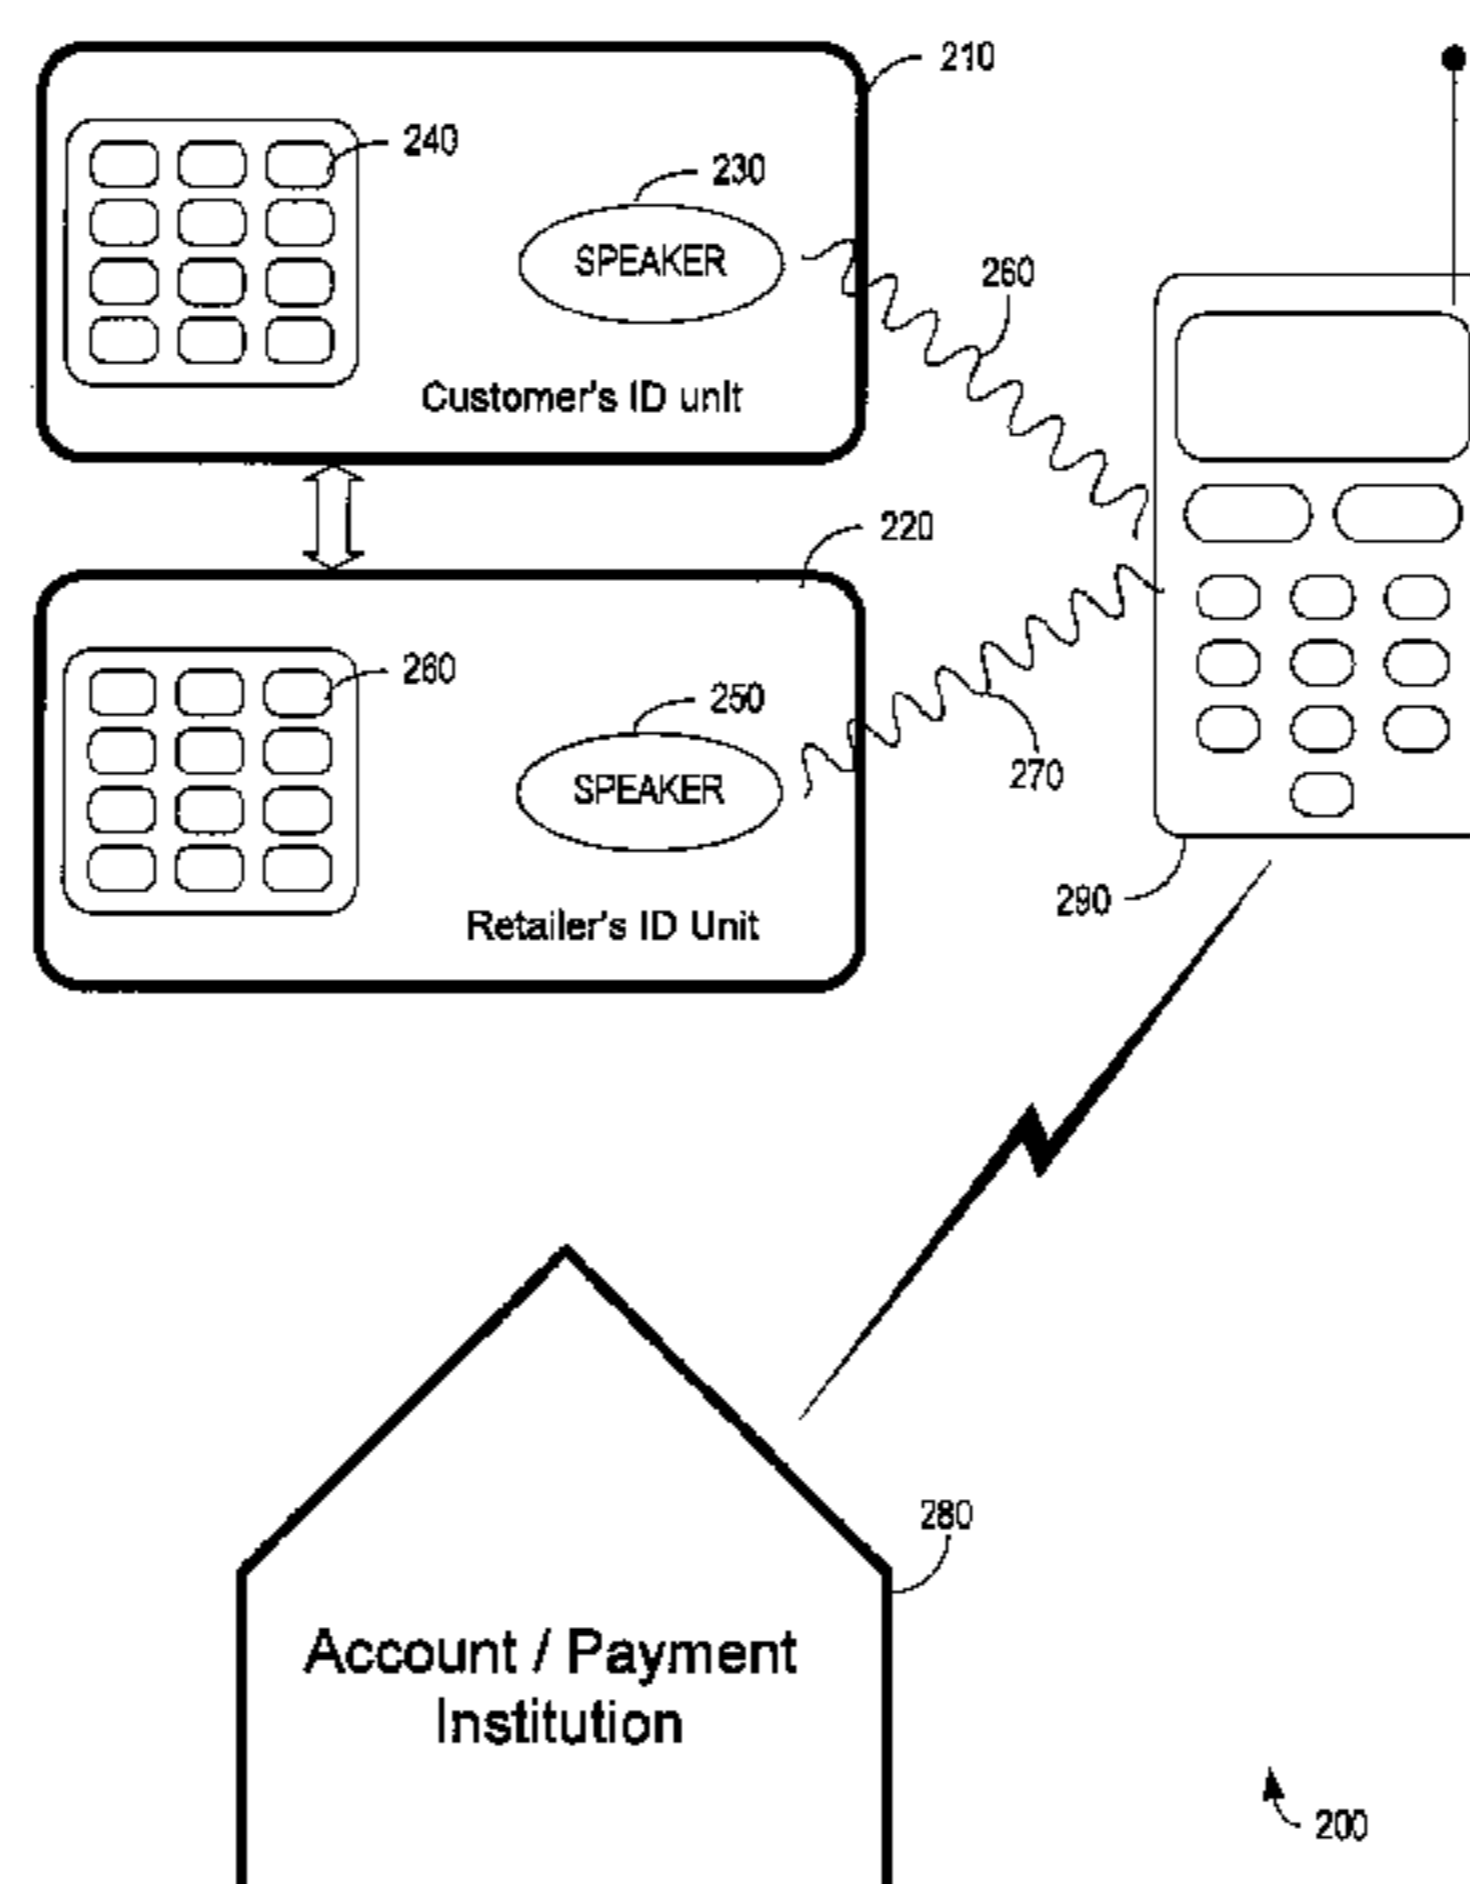 210
240
230
SPEAKER
260
Customer's ID unit
220
260
250
SPEAKER
270
290
Retailer's ID Unit
280
Account / Payment
Institution
200